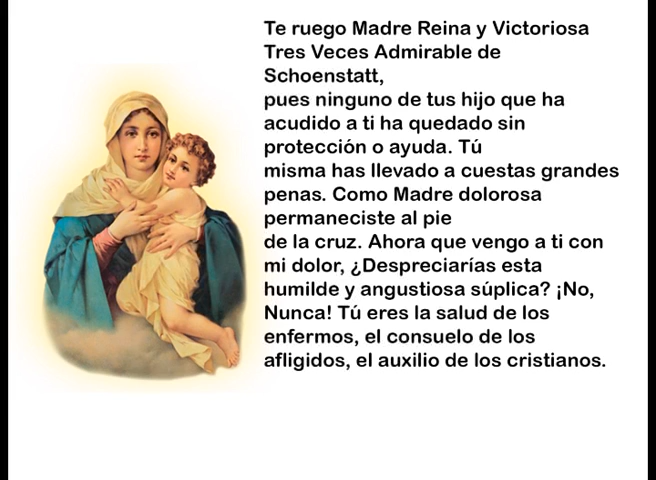 Te ruego Madre Reina y Victoriosa
Tres Veces Admirable de
Schoenstatt,
pues ninguno de tus hijo que ha
acudido a ti ha quedado sin
protección o ayuda. Tú
misma has llevado a cuestas grandes
penas. Como Madre dolorosa
permaneciste al pie
de la cruz. Ahora que vengo a ti con
mi dolor, ¿Despreciarías esta
humilde y angustiosa súplica? ¡No,
Nunca! Tú eres la salud de los
enfermos, el consuelo de los
afligidos, el auxilio de los cristianos.